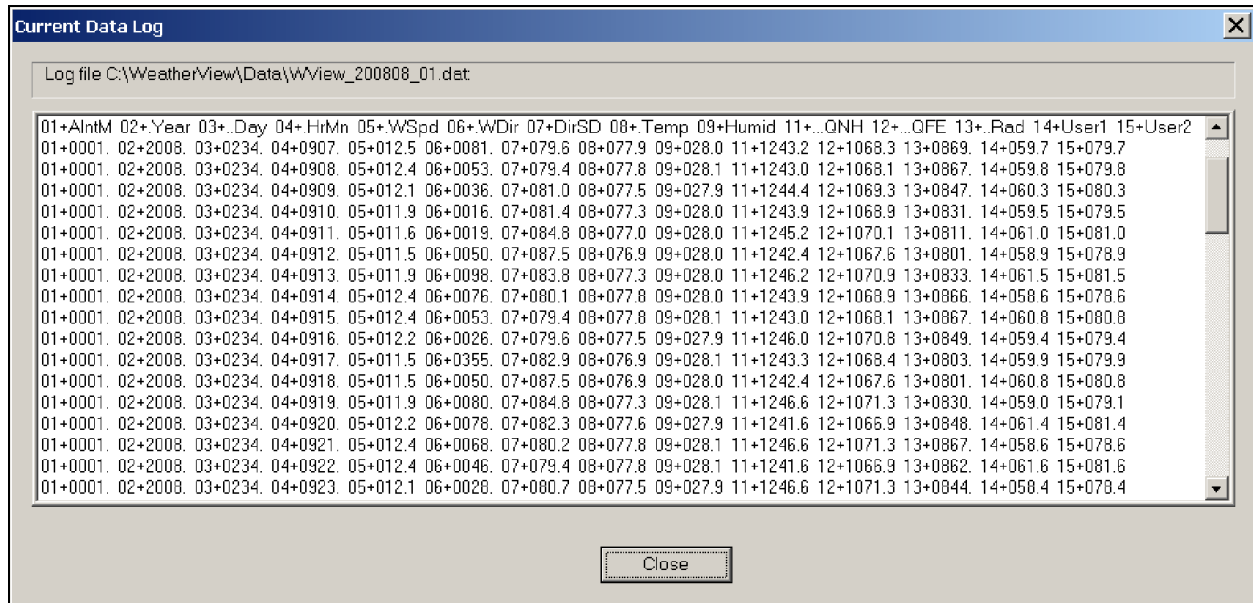 Current Data Log
Log file C:\WeatherView\Data\WView_200808_01.dat
01+AIntM 02+.Year 03+..Day 04+.HrMn 05+.WSpd 06+.WDir 07+DirSD 08+.Temp 09+Humid 11+...QNH 12+...QFE 13+..Rad 14+User1 15+User2
01+0001. 02+2008. 03+0234. 04+0907. 05+012.5 06+0081. 07+079.6 08+077.9 09+028.0 11+1243.2 12+1068.3 13+0869. 14+059.7 15+079.7
01+0001. 02+2008. 03+0234. 04+0908. 05+012.4 06+0053. 07+079.4 08+077.8 09+028.1 11+1243.0 12+1068.1 13+0867. 14+059.8 15+079.8
01+0001. 02+2008. 03+0234. 04+0909. 05+012.1 06+0036. 07+081.0 08+077.5 09+027.9 11+1244.4 12+1069.3 13+0847. 14+060.3 15+080.3
01+0001. 02+2008. 03+0234. 04+0910. 05+011.9 06+0016. 07+081.4 08+077.3 09+028.0 11+1243.9 12+1068.9 13+0831. 14+059.5 15+079.5
01+0001. 02+2008. 03+0234. 04+0911. 05+011.6 06+0019. 07+084.8 08+077.0 09+028.0 11+1245.2 12+1070.1 13+0811. 14+061.0 15+081.0
01+0001. 02+2008. 03+0234. 04+0912. 05+011.5 06+0050. 07+087.5 08+076.9 09+028.0 11+1242.4 12+1067.6 13+0801. 14+058.9 15+078.9
01+0001. 02+2008. 03+0234. 04+0913. 05+011.9 06+0098. 07+083.8 08+077.3 09+028.0 11+1246.2 12+1070.9 13+0833. 14+061.5 15+081.5
01+0001. 02+2008. 03+0234. 04+0914. 05+012.4 06+0076. 07+080.1 08+077.8 09+028.0 11+1243.9 12+1068.9 13+0866. 14+058.6 15+078.6
01+0001. 02+2008. 03+0234. 04+0915. 05+012.4 06+0053. 07+079.4 08+077.8 09+028.1 11+1243.0 12+1068.1 13+0867. 14+060.8 15+080.8
01+0001. 02+2008. 03+0234. 04+0916. 05+012.2 06+0026. 07+079.6 08+077.5 09+027.9 11+1246.0 12+1070.8 13+0849. 14+059.4 15+079.4
01+0001. 02+2008. 03+0234. 04+0917. 05+011.5 06+0355. 07+082.9 08+076.9 09+028.1 11+1243.3 12+1068.4 13+0803. 14+059.9 15+079.9
01+0001. 02+2008. 03+0234. 04+0918. 05+011.5 06+0050. 07+087.5 08+076.9 09+028.0 11+1242.4 12+1067.6 13+0801. 14+060.8 15+080.8
01+0001. 02+2008. 03+0234. 04+0919. 05+011.9 06+0080. 07+084.8 08+077.3 09+028.1 11+1246.6 12+1071.3 13+0830. 14+059.0 15+079.1
01+0001. 02+2008. 03+0234. 04+0920. 05+012.2 06+0078. 07+082.3 08+077.6 09+027.9 11+1241.6 12+1066.9 13+0848. 14+061.4 15+081.4
01+0001. 02+2008. 03+0234. 04+0921. 05+012.4 06+0068. 07+080.2 08+077.8 09+028.1 11+1246.6 12+1071.3 13+0867. 14+058.6 15+078.6
01+0001. 02+2008. 03+0234. 04+0922. 05+012.4 06+0046. 07+079.4 08+077.8 09+028.1 11+1241.6 12+1066.9 13+0862. 14+061.6 15+081.6
01+0001. 02+2008. 03+0234. 04+0923. 05+012.1 06+0028. 07+080.7 08+077.5 09+027.9 11+1246.6 12+1071.3 13+0844. 14+058.4 15+078.4
Close